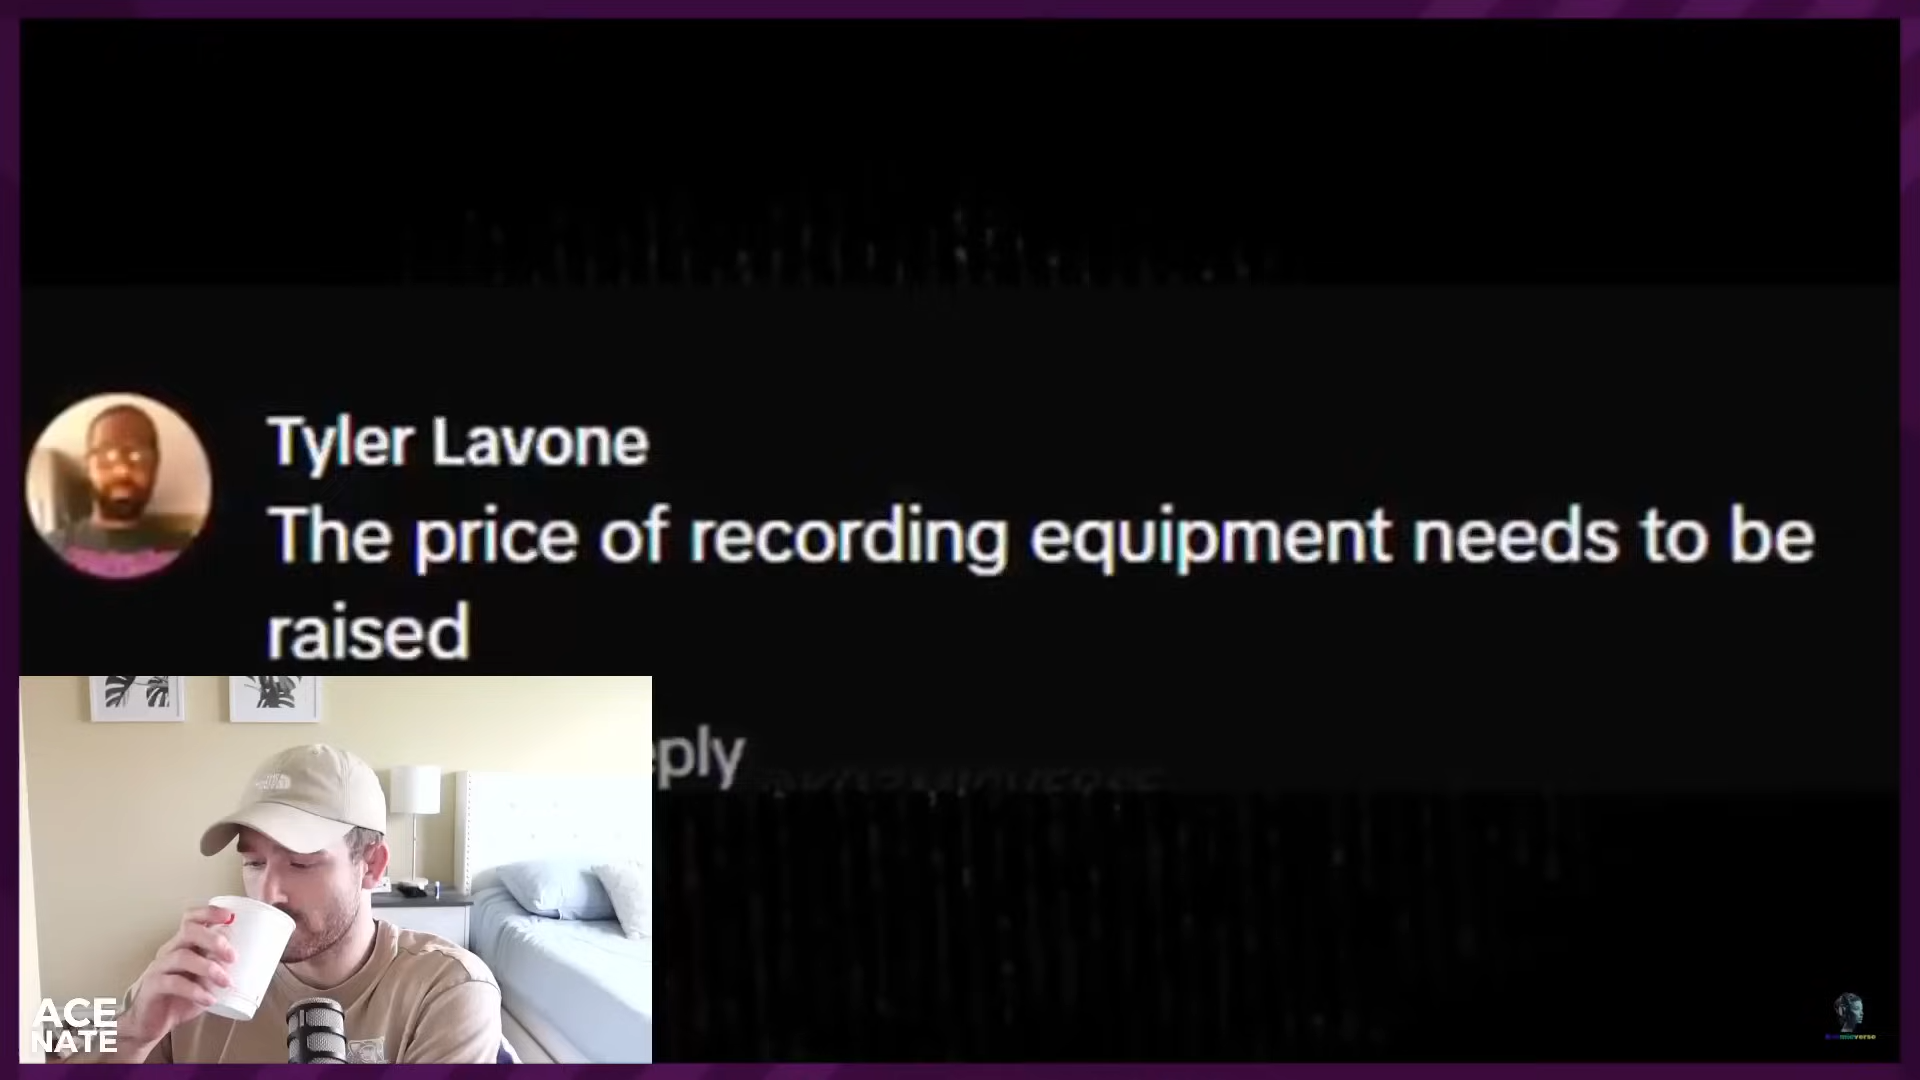 Tyler Lavone
The price of recording equipment needs to be
raised
eply
ACE
NATE